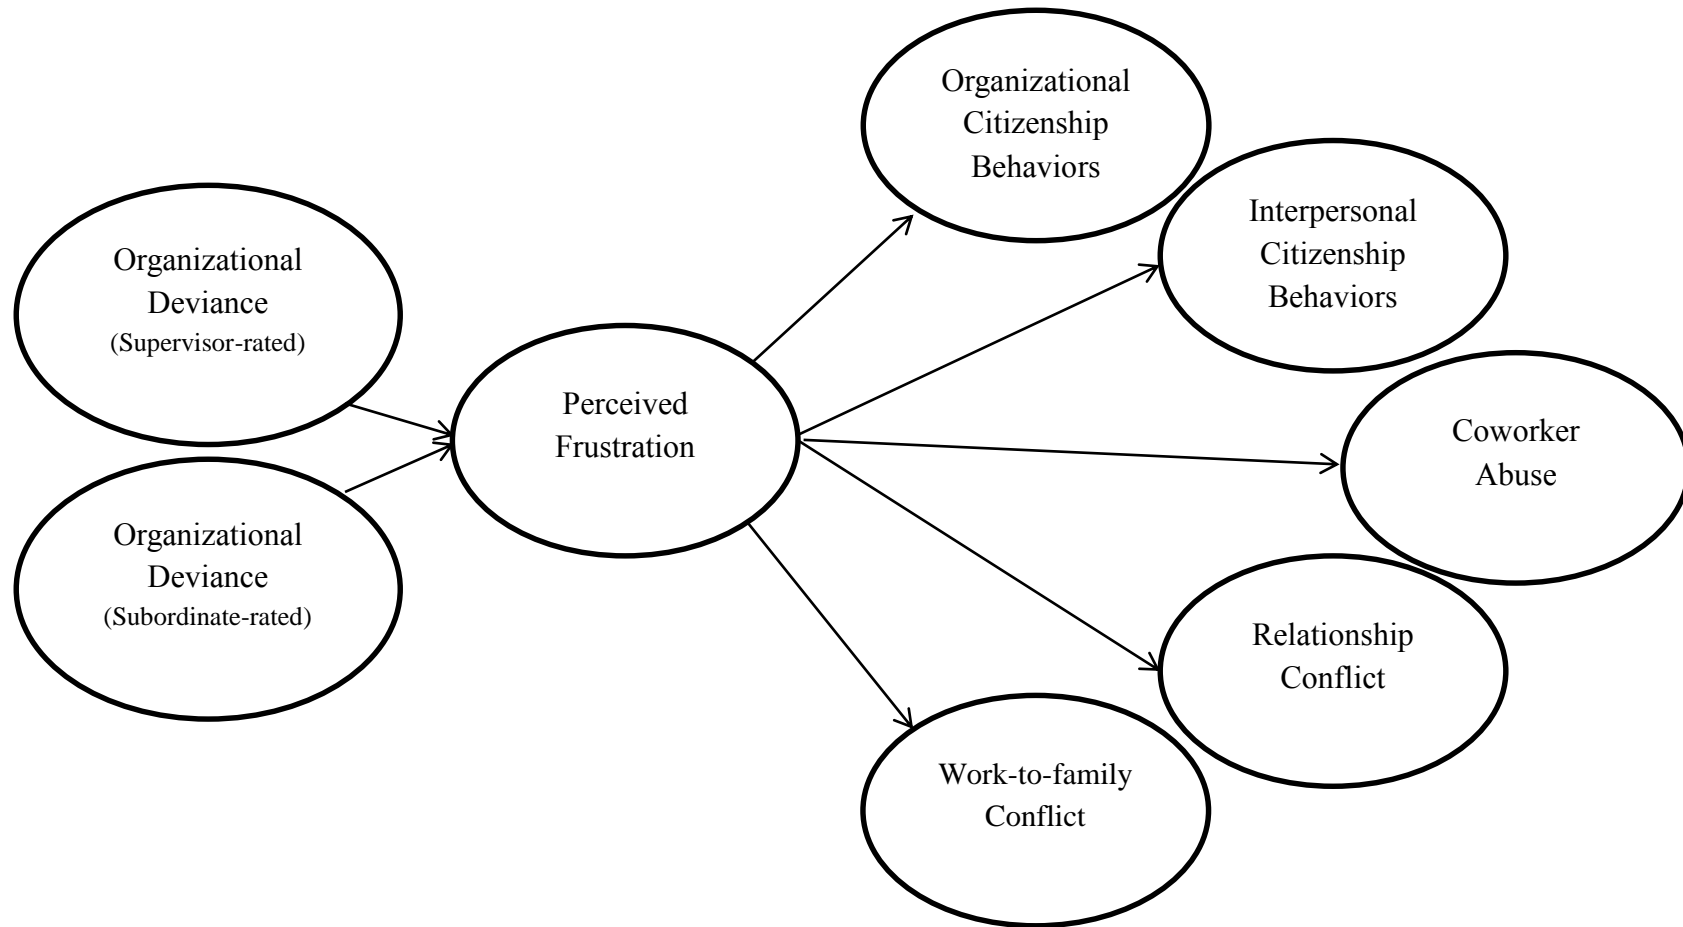 Organizational
Citizenship
Behaviors
Interpersonal
Citizenship
Behaviors
Organizational
Deviance
(Supervisor-rated)
Perceived
Frustration
Coworker
Abuse
Organizational
Deviance
(Subordinate-rated)
Relationship
Conflict
Work-to-family
Conflict